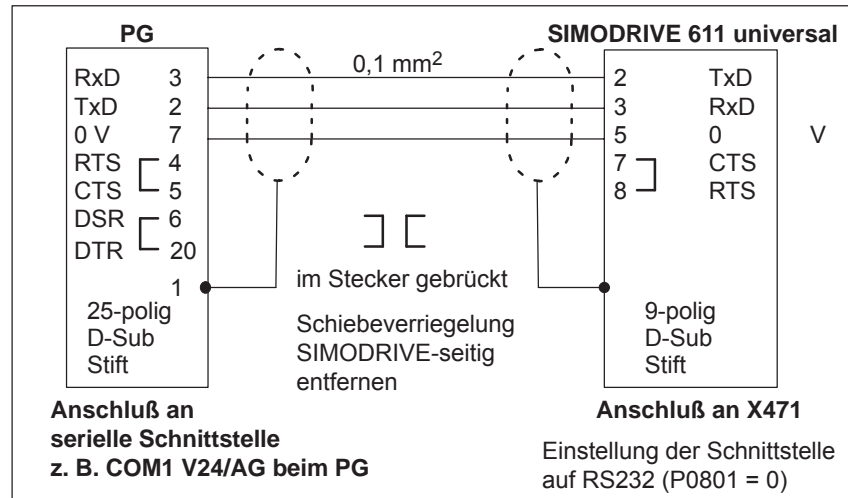 PG
SIMODRIVE 611 universal
0,1 mm²
RxD 3
TxD 2
0 V 7
RTS 4
CTS 5
DSR 6
DTR 20
1
25-polig
D-Sub
Stift
2 TxD
3 RxD
5 0 V
7 CTS
8 RTS
im Stecker gebrückt
Schiebeverriegelung
SIMODRIVE-seitig
entfernen
9-polig
D-Sub
Stift
Anschluß an
serielle Schnittstelle
z. B. COM1 V24/AG beim PG
Anschluß an X471
Einstellung der Schnittstelle
auf RS232 (P0801 = 0)